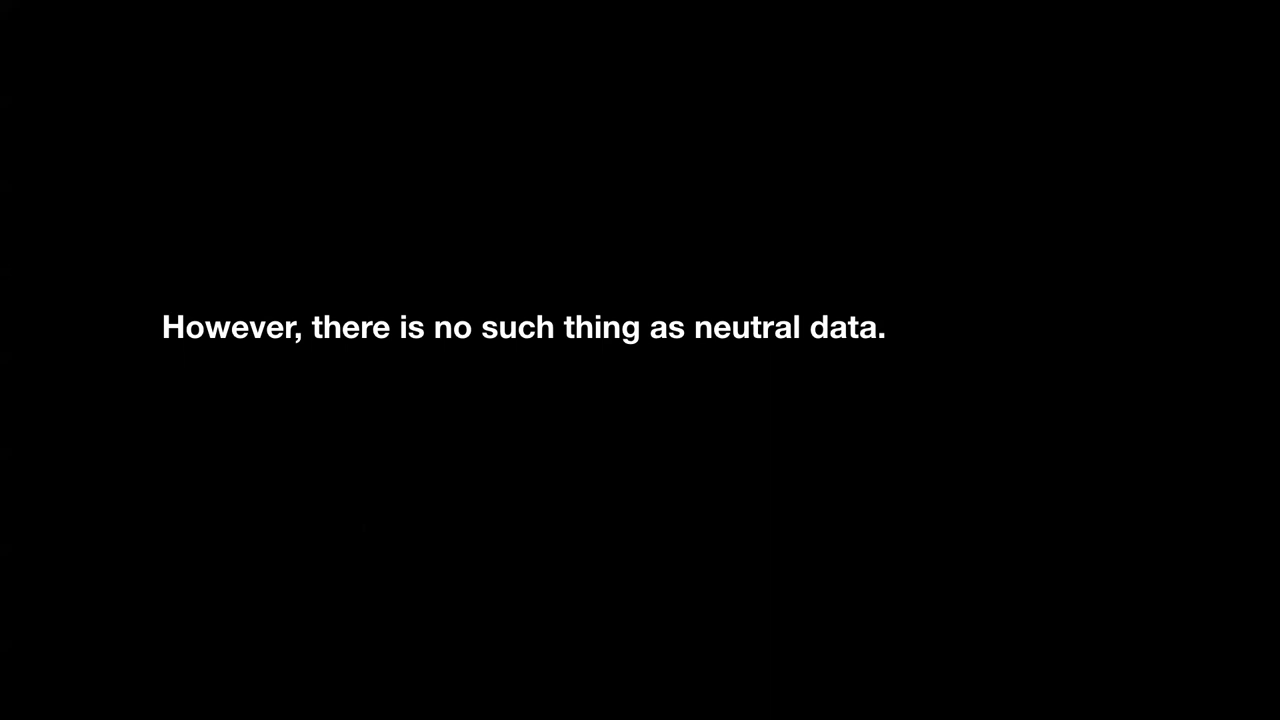 However, there is no such thing as neutral data.